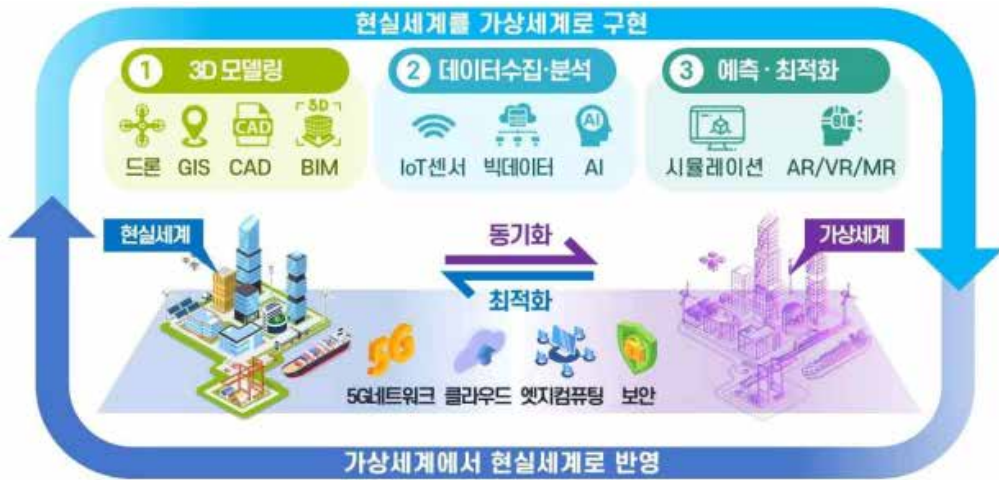 현실세계를 가상세계로 구현
1 3D 모델링
2 데이터수집·분석
3 예측·최적화
CAD
3D
AI
드론 GIS CAD BIM
IoT센서 빅데이터 AI
시뮬레이션 AR/VR/MR
현실세계
동기화
가상세계
최적화
5G
5G네트워크 클라우드 엣지컴퓨팅 보안
가상세계에서 현실세계로 반영